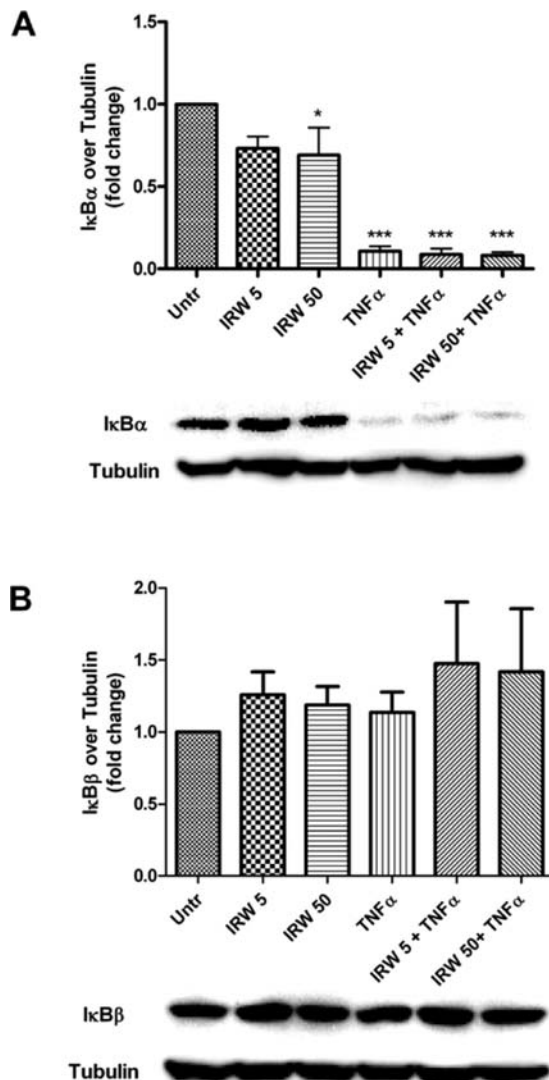 A
IκBα over Tubulin
(fold change)
1.5
1.0
0.5
0.0
*
***
***
***
Untr
IRW 5
IRW 50
TNFα
IRW 5 + TNFα
IRW 50+ TNFα
IκBα
Tubulin
B
IκBβ over Tubulin
(fold change)
2.0
1.5
1.0
0.5
0.0
Untr
IRW 5
IRW 50
TNFα
IRW 5 + TNFα
IRW 50+ TNFα
IκBβ
Tubulin